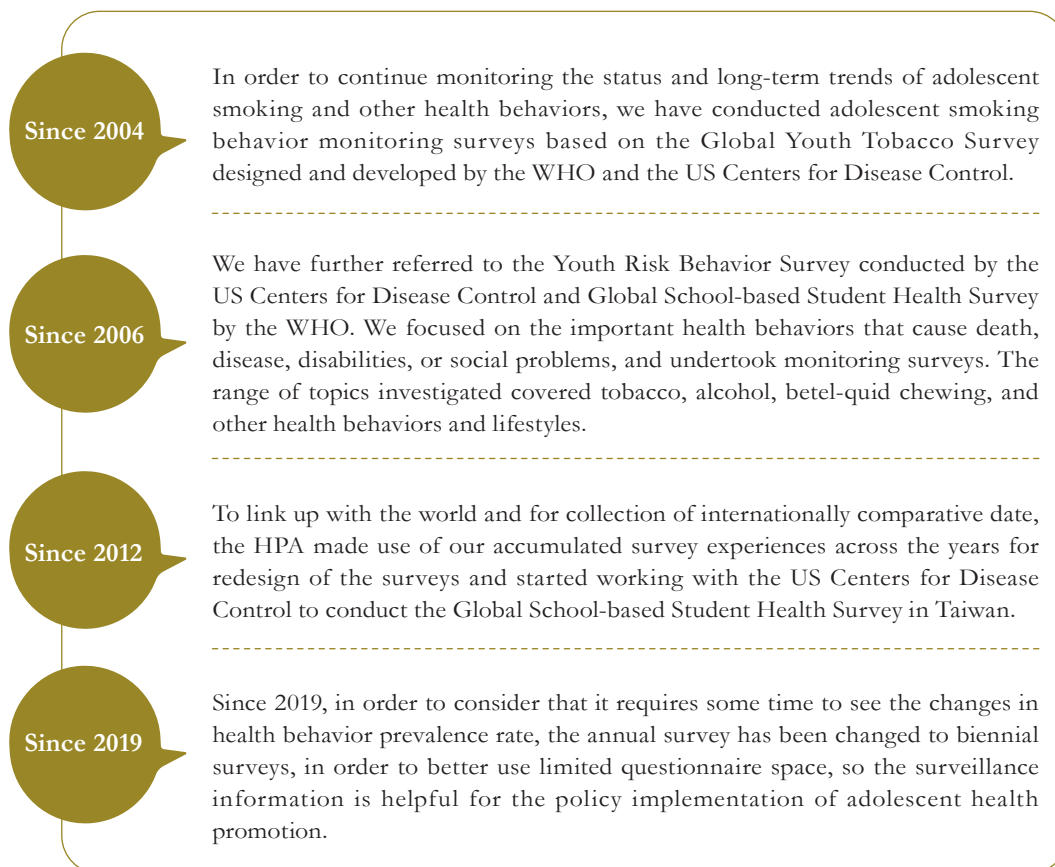 Since 2004
In order to continue monitoring the status and long-term trends of adolescent
smoking and other health behaviors, we have conducted adolescent smoking
behavior monitoring surveys based on the Global Youth Tobacco Survey
designed and developed by the WHO and the US Centers for Disease Control.
Since 2006
We have further referred to the Youth Risk Behavior Survey conducted by the
US Centers for Disease Control and Global School-based Student Health Survey
by the WHO. We focused on the important health behaviors that cause death,
disease, disabilities, or social problems, and undertook monitoring surveys. The
range of topics investigated covered tobacco, alcohol, betel-quid chewing, and
other health behaviors and lifestyles.
Since 2012
To link up with the world and for collection of internationally comparative date,
the HPA made use of our accumulated survey experiences across the years for
redesign of the surveys and started working with the US Centers for Disease
Control to conduct the Global School-based Student Health Survey in Taiwan.
Since 2019
Since 2019, in order to consider that it requires some time to see the changes in
health behavior prevalence rate, the annual survey has been changed to biennial
surveys, in order to better use limited questionnaire space, so the surveillance
information is helpful for the policy implementation of adolescent health
promotion.